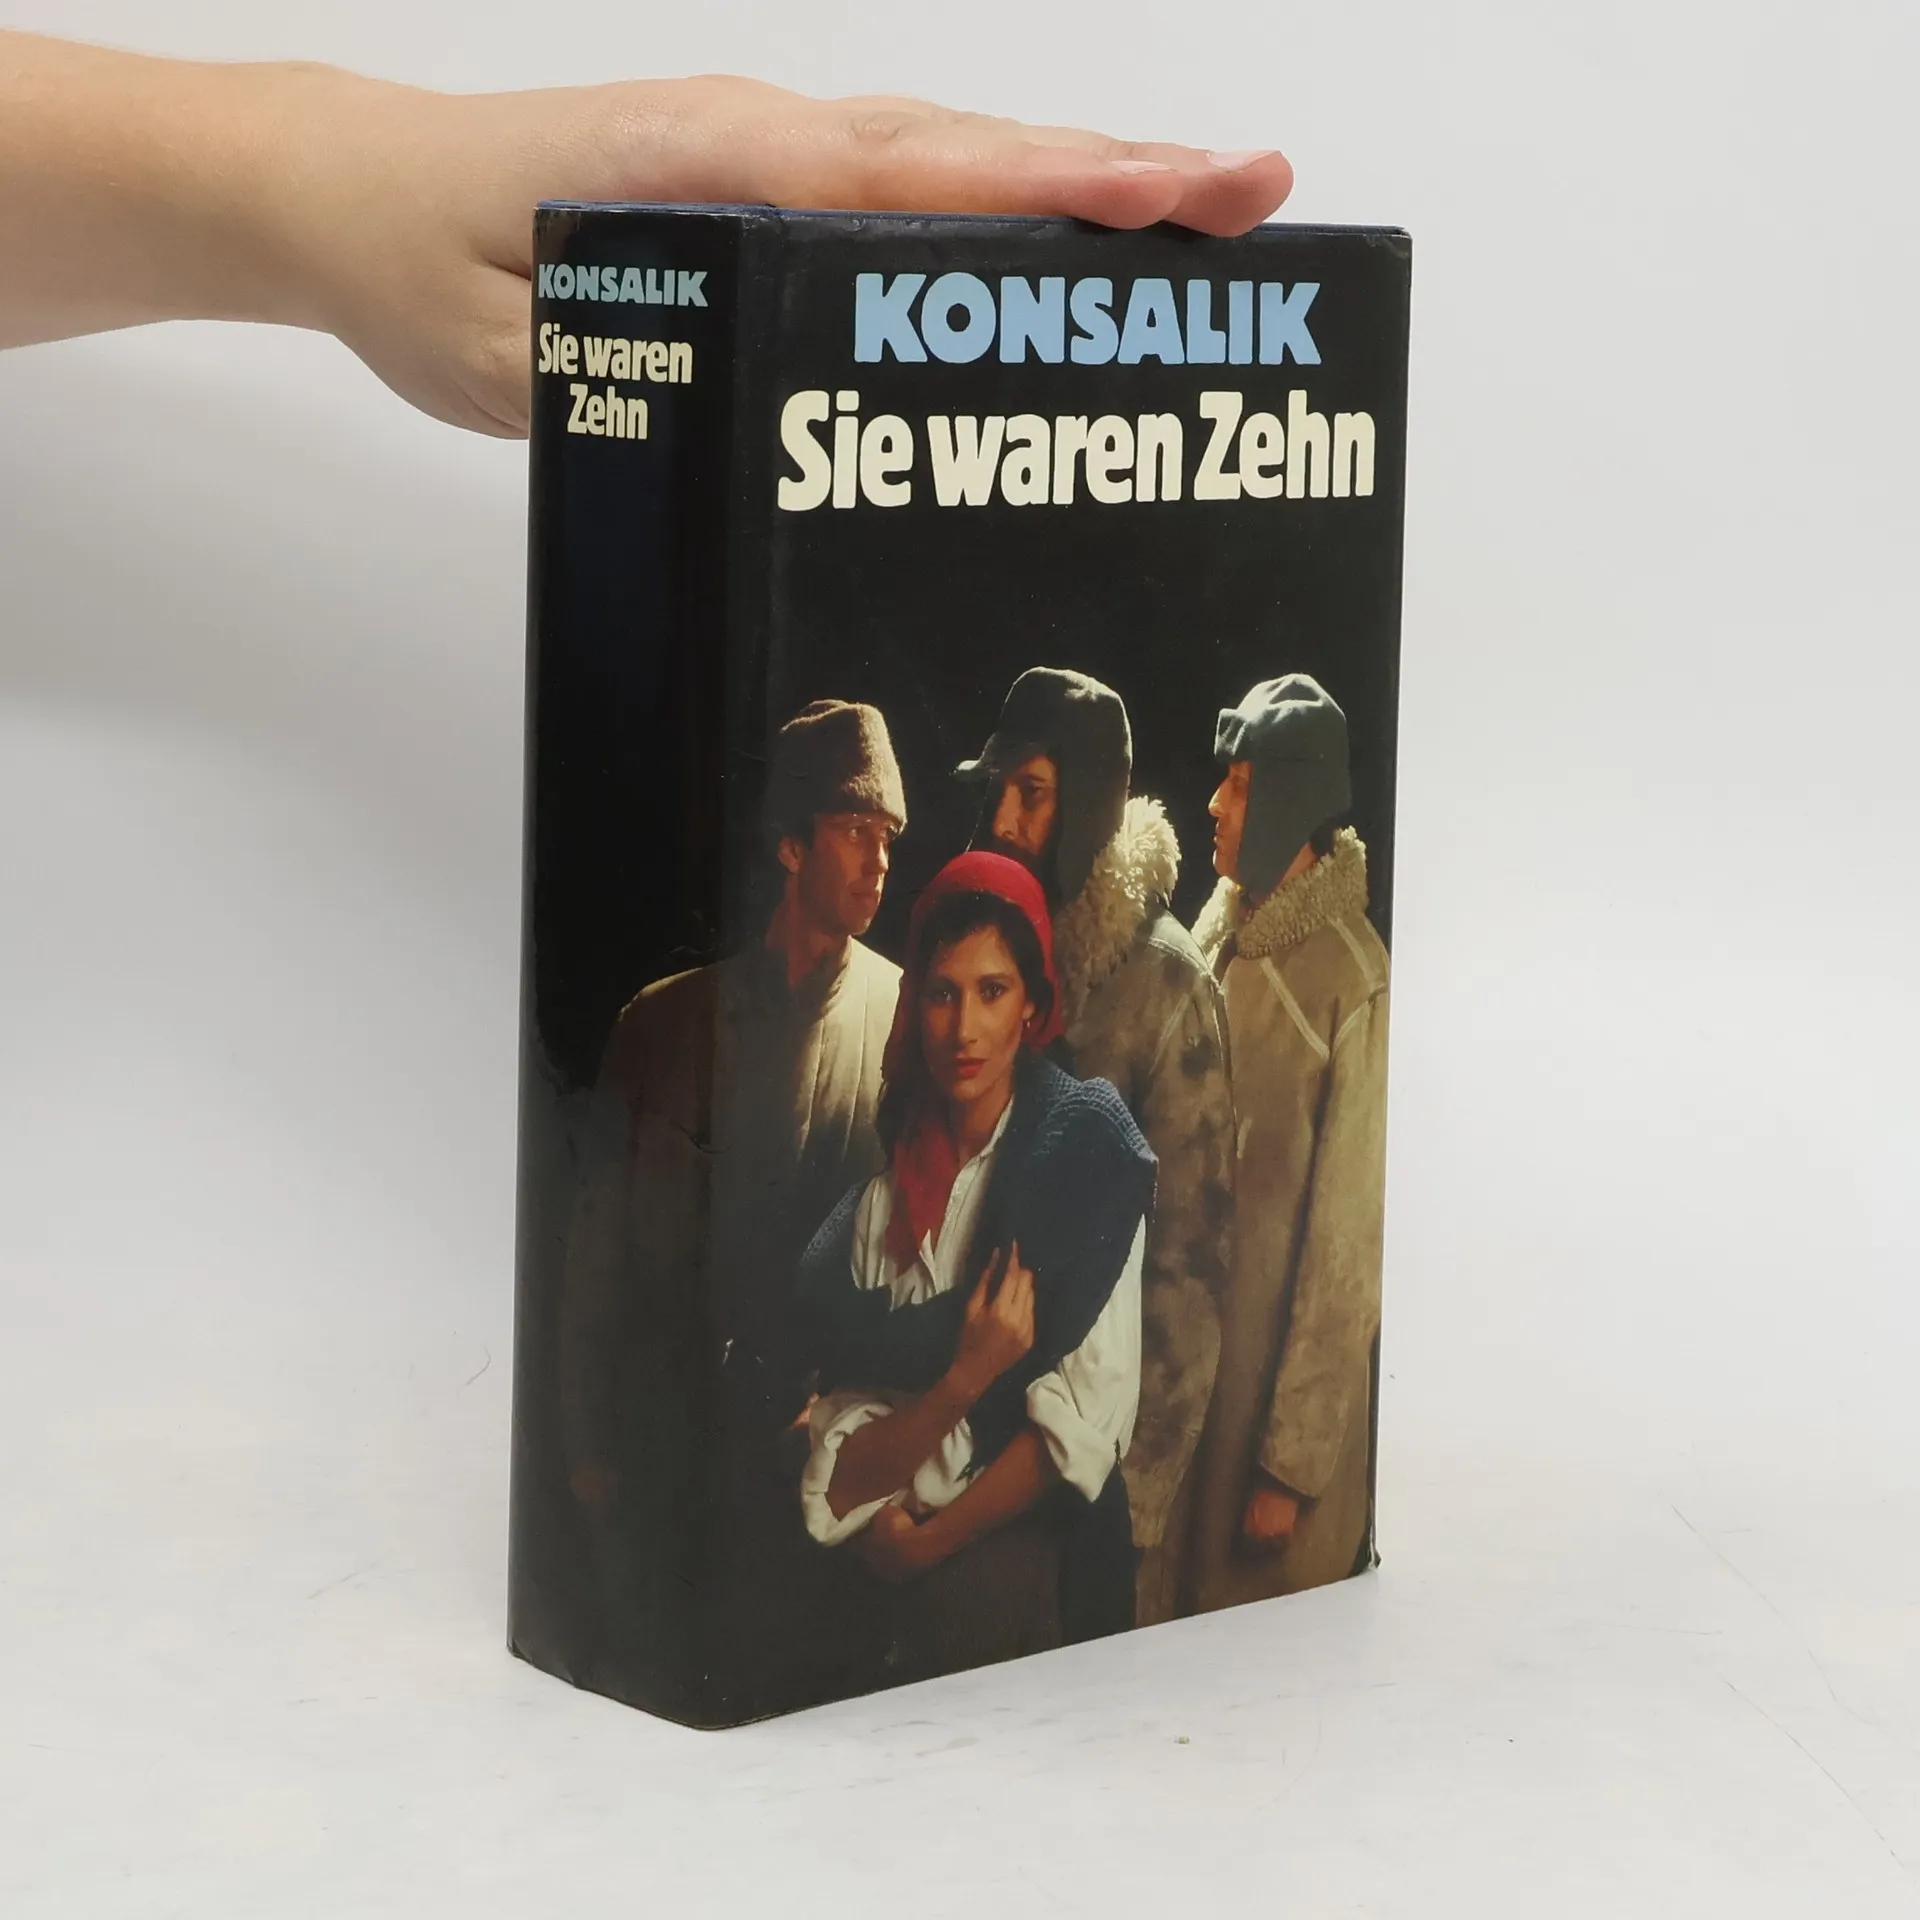 KONSALIK
Sie waren
Zehn
KONSALIK
Sie waren Zehn